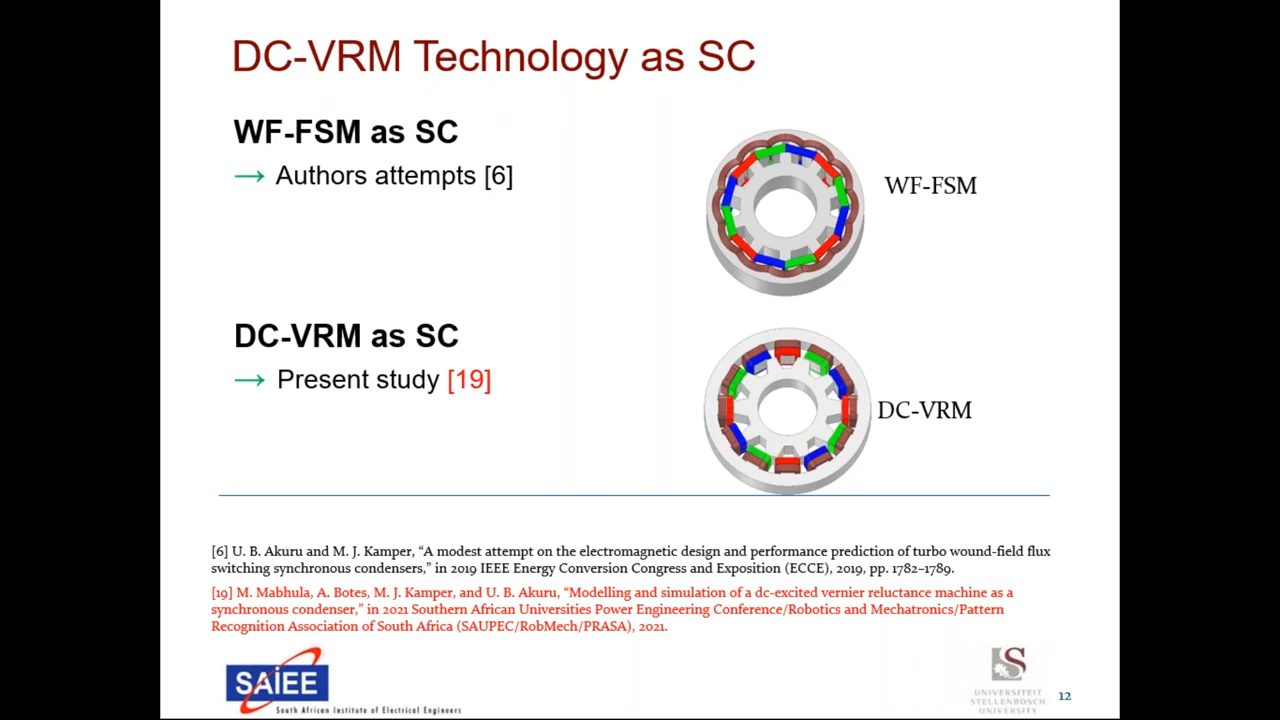 DC-VRM Technology as SC
WF-FSM as SC
→ Authors attempts [6]
WF-FSM
DC-VRM as SC
→ Present study [19]
DC-VRM
[6] U. B. Akuru and M. J. Kamper, “A modest attempt on the electromagnetic design and performance prediction of turbo wound-field flux
switching synchronous condensers,” in 2019 IEEE Energy Conversion Congress and Exposition (ECCE), 2019, pp. 1782–1789.
[19] M. Mabhula, A. Botes, M. J. Kamper, and U. B. Akuru, “Modelling and simulation of a dc-excited vernier reluctance machine as a
synchronous condenser,” in 2021 Southern African Universities Power Engineering Conference/Robotics and Mechatronics/Pattern
Recognition Association of South Africa (SAUPEC/RobMech/PRASA), 2021.
SAIEE
South African Institute of Electrical Engineers
UNIVERSITEIT
STELLENBOSCH
UNIVERSITY
12